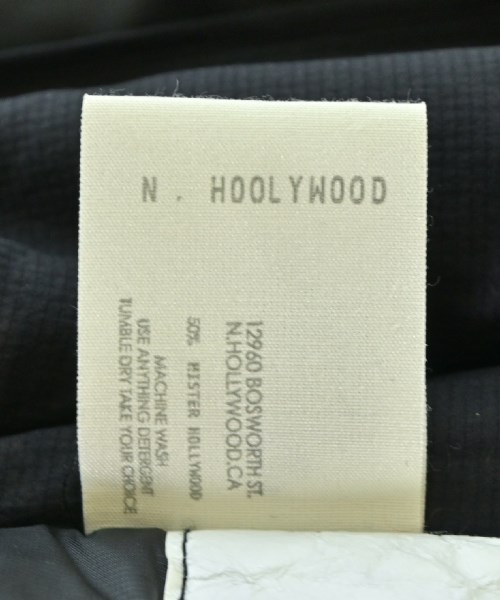 N. HOOLYWOOD
12960 BOSWORTH ST.
N.HOLLYWOOD.CA
50% MISTER HOLLYWOOD
MACHINE WASH
USE ANYTHING DETERGENT
TUMBLE DRY TAKE YOUR CHOICE